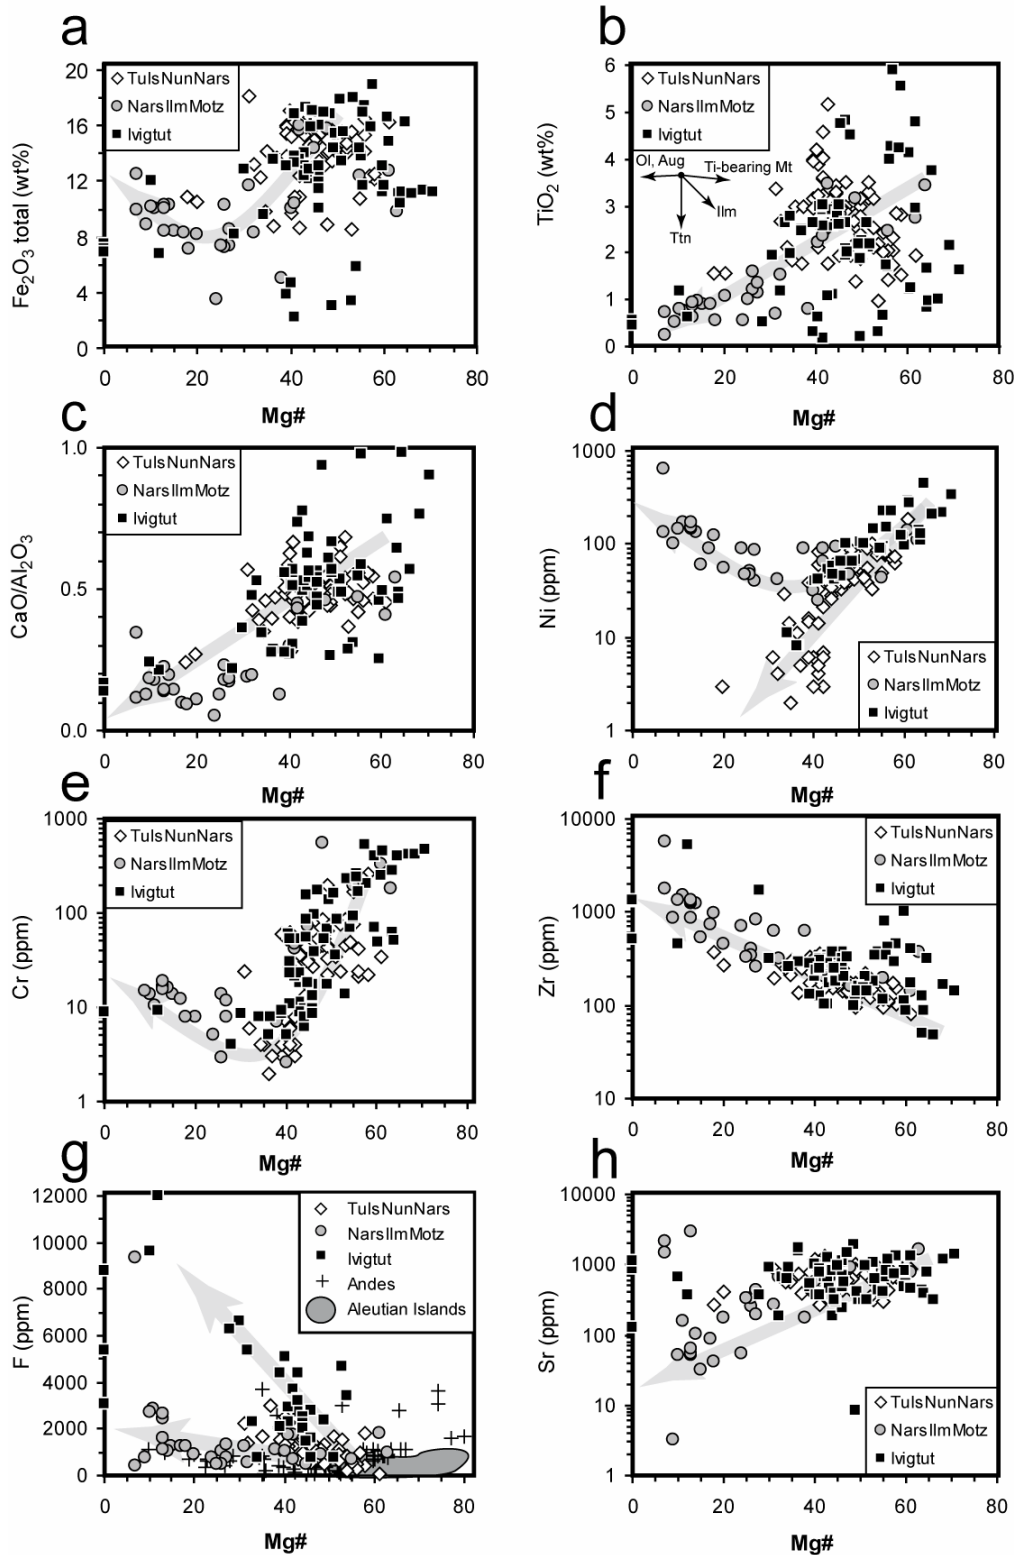 a
Fe2O3 total (wt%)
20
16
12
8
4
0
TulsNunNars
NarsIlmMotz
Ivigtut
0 20 40 60 80
Mg#
b
TiO2 (wt%)
6
5
4
3
2
1
0
TulsNunNars
NarsIlmMotz
Ivigtut
Ol, Aug
Ti-bearing Mt
Ilm
Ttn
0 20 40 60 80
Mg#
c
CaO/Al2O3
1.0
0.5
0.0
TulsNunNars
NarsIlmMotz
Ivigtut
0 20 40 60 80
Mg#
d
Ni (ppm)
1000
100
10
1
TulsNunNars
NarsIlmMotz
Ivigtut
0 20 40 60 80
Mg#
e
Cr (ppm)
1000
100
10
1
TulsNunNars
NarsIlmMotz
Ivigtut
0 20 40 60 80
Mg#
f
Zr (ppm)
10000
1000
100
10
TulsNunNars
NarsIlmMotz
Ivigtut
0 20 40 60 80
Mg#
g
F (ppm)
12000
10000
8000
6000
4000
2000
0
TulsNunNars
NarsIlmMotz
Ivigtut
Andes
Aleutian Islands
0 20 40 60 80
Mg#
h
Sr (ppm)
10000
1000
100
10
1
TulsNunNars
NarsIlmMotz
Ivigtut
0 20 40 60 80
Mg#